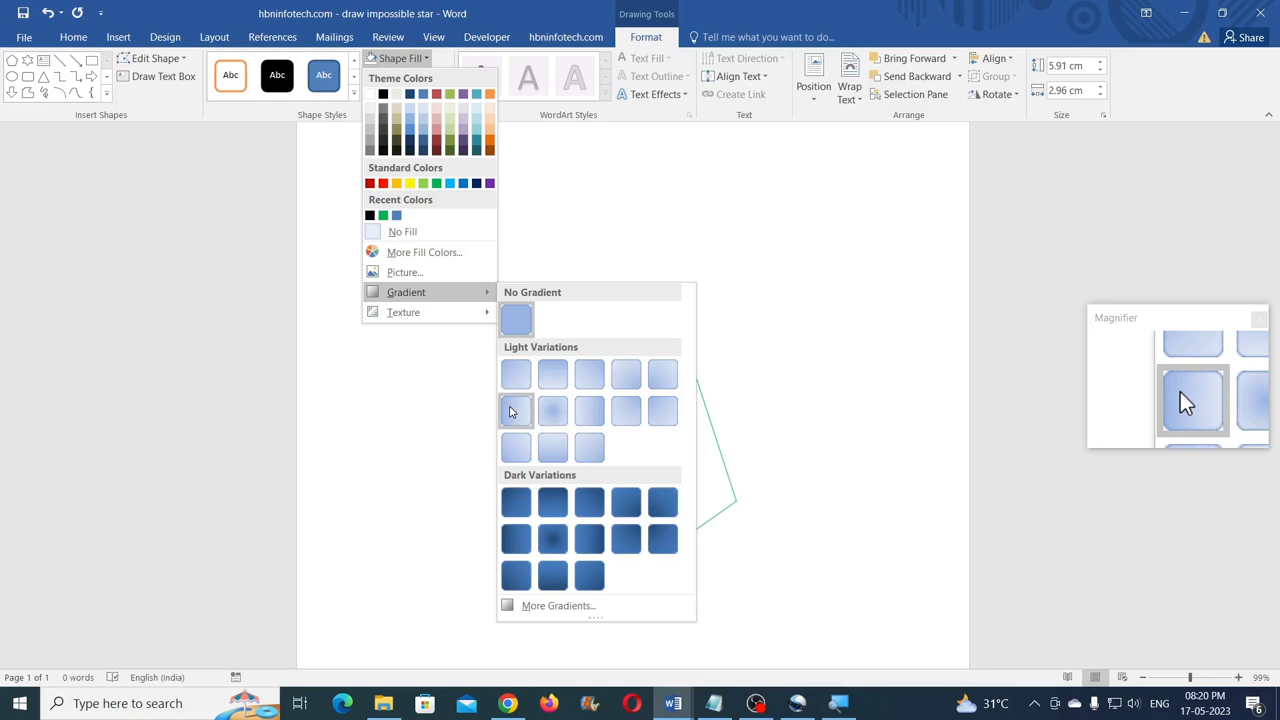 hbninfotech.com - draw impossible star - Word
Drawing Tools
File
Home
Insert
Design
Layout
References
Mailings
Review
View
Developer
hbninfotech.com
Format
Tell me what you want to do...
Share
Edit Shape
Draw Text Box
Insert Shapes
Abc
Abc
Abc
Shape Styles
Shape Fill
A
A
WordArt Styles
Text Fill
Text Outline
Text Effects
Text Direction
Align Text
Create Link
Text
Position
Wrap
Text
Bring Forward
Send Backward
Selection Pane
Align
Group
Rotate
Arrange
5.91 cm
2.96 cm
Size
Theme Colors
Standard Colors
Recent Colors
No Fill
More Fill Colors...
Picture...
Gradient
Texture
No Gradient
Light Variations
Dark Variations
More Gradients...
Magnifier
Page 1 of 1
0 words
English (India)
99%
Type here to search
31°C
08:20 PM
17-05-2023
6